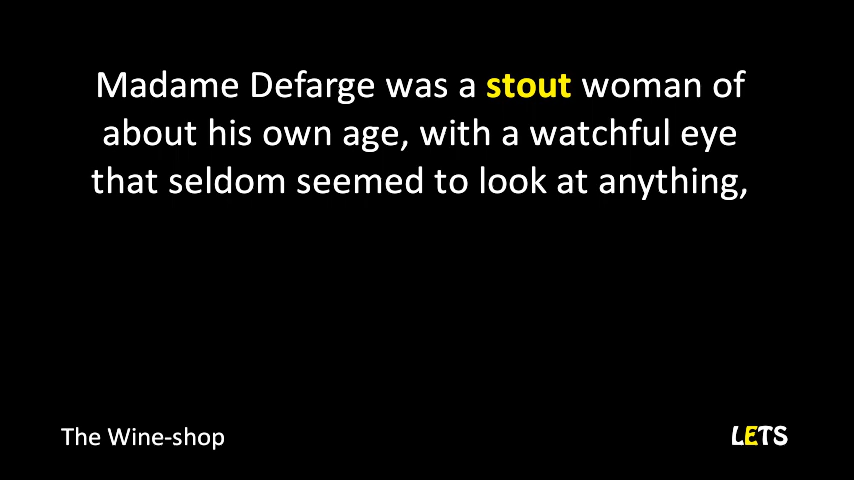 Madame Defarge was a stout woman of
about his own age, with a watchful eye
that seldom seemed to look at anything,
The Wine-shop
LETS